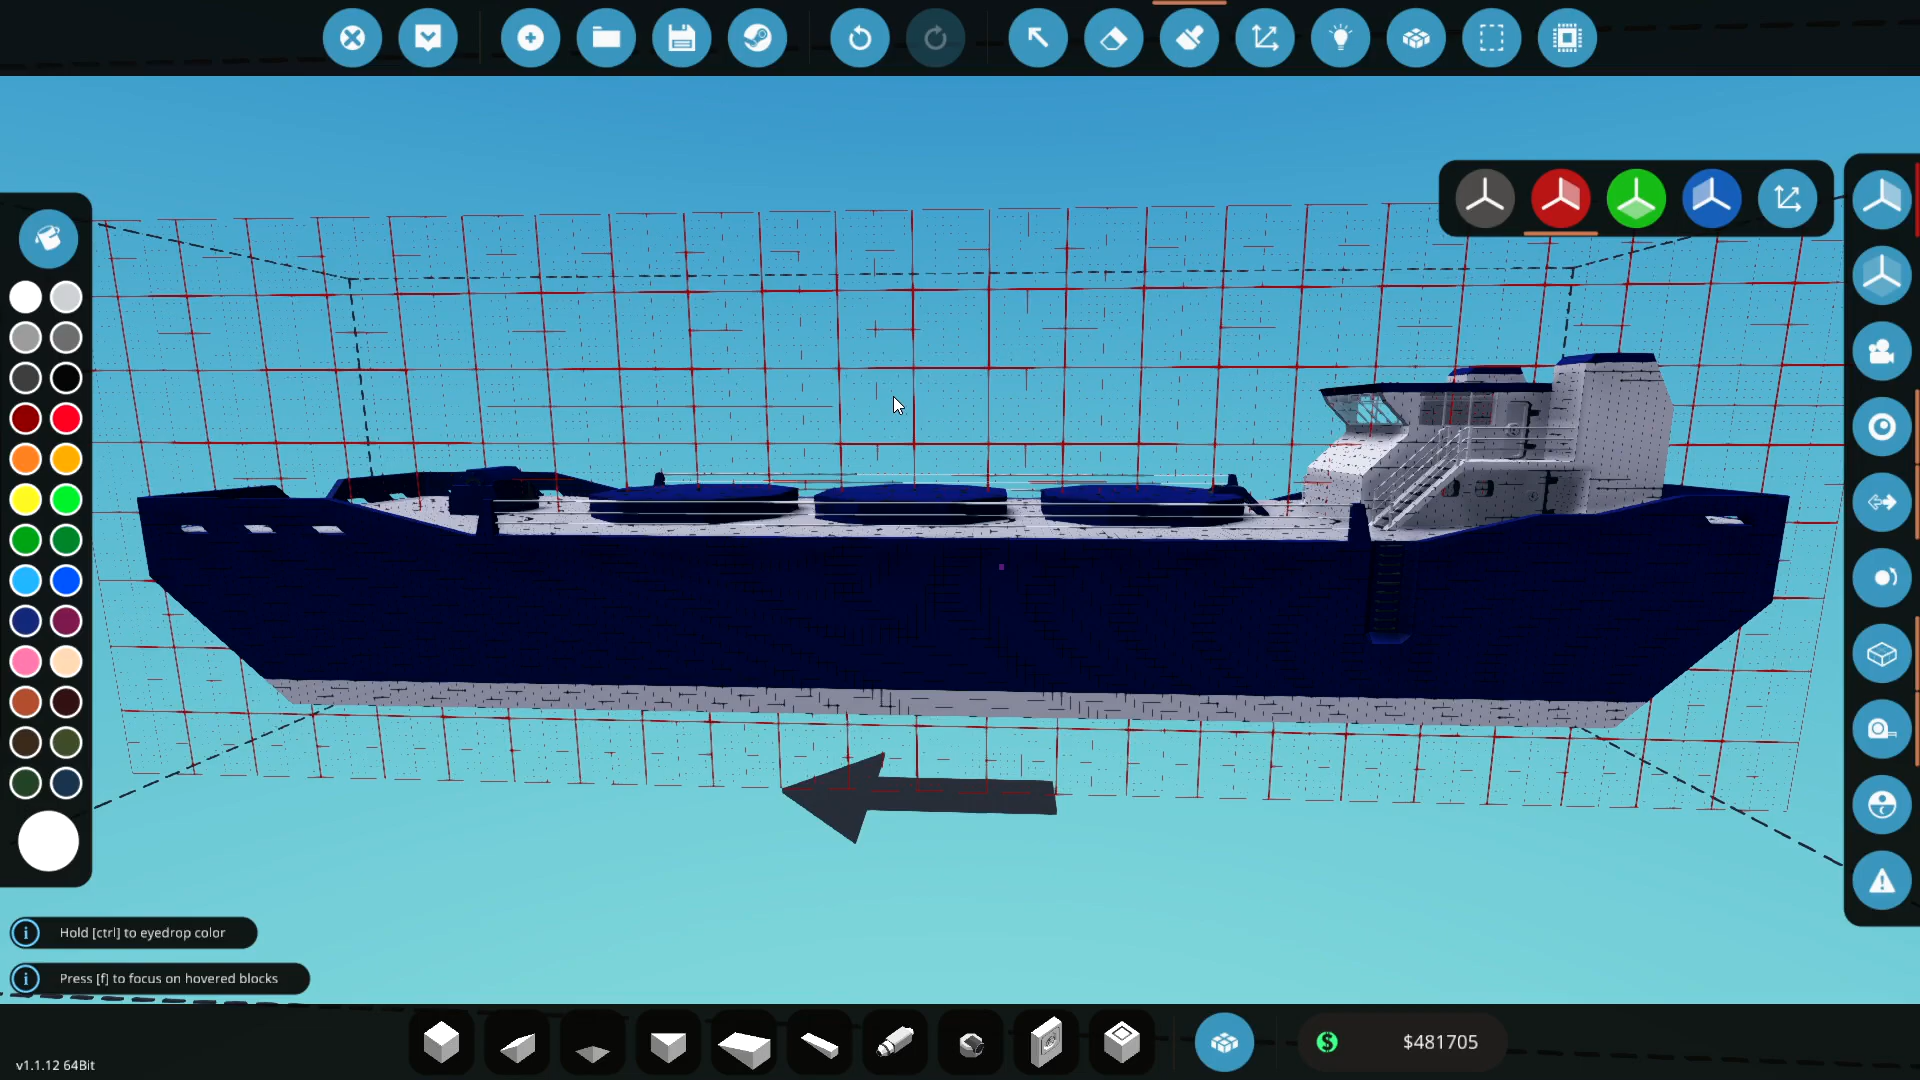 Hold [ctrl] to eyedrop color
Press [f] to focus on hovered blocks
$ $481705
v1.1.12 64Bit